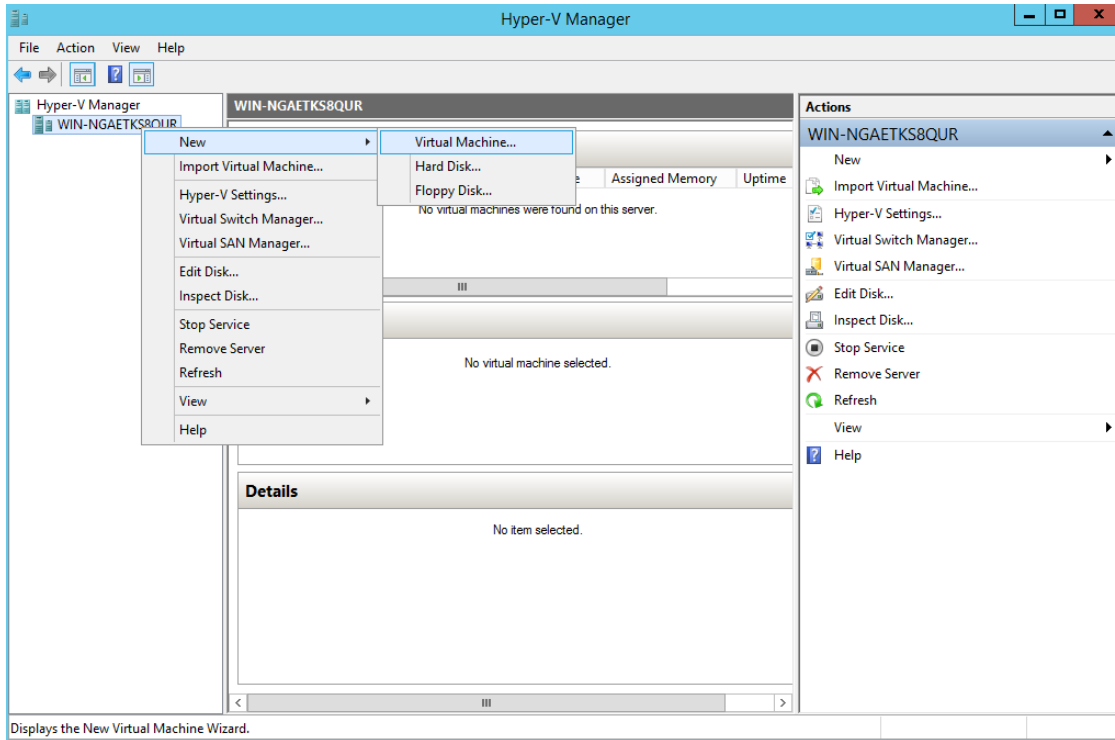 Hyper-V Manager
File Action View Help
Hyper-V Manager
WIN-NGAETKS8QUR
New
Import Virtual Machine...
Hyper-V Settings...
Virtual Switch Manager...
Virtual SAN Manager...
Edit Disk...
Inspect Disk...
Stop Service
Remove Server
Refresh
View
Help
Virtual Machine...
Hard Disk...
Floppy Disk...
WIN-NGAETKS8QUR
Assigned Memory Uptime
No virtual machines were found on this server.
No virtual machine selected.
Details
No item selected.
Actions
WIN-NGAETKS8QUR
New
Import Virtual Machine...
Hyper-V Settings...
Virtual Switch Manager...
Virtual SAN Manager...
Edit Disk...
Inspect Disk...
Stop Service
Remove Server
Refresh
View
Help
Displays the New Virtual Machine Wizard.